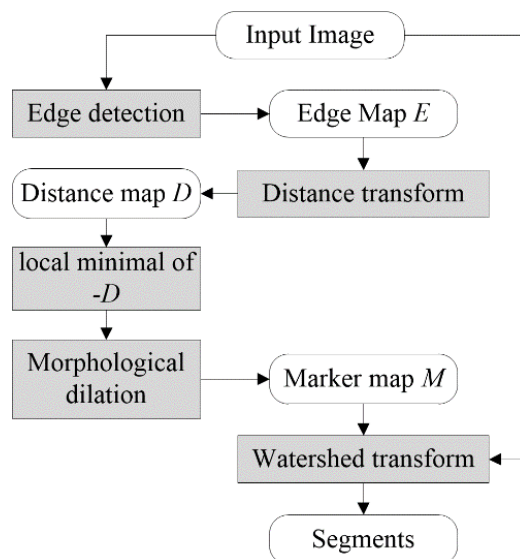 Input Image
Edge detection
Edge Map E
Distance map D
Distance transform
local minimal of
-D
Morphological
dilation
Marker map M
Watershed transform
Segments